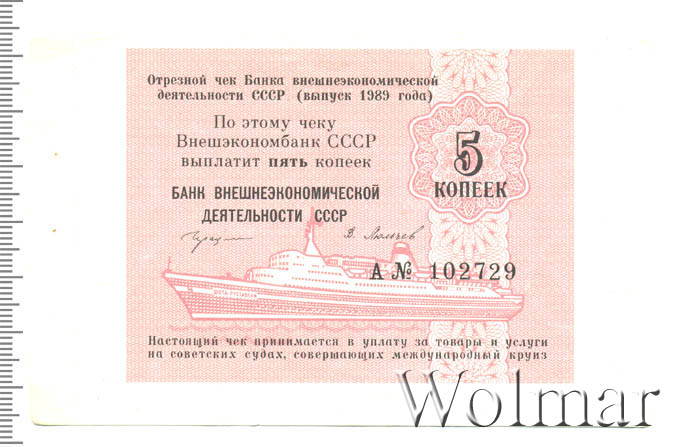 Отрезной чек Банка внешнеэкономической
деятельности СССР (выпуск 1989 года)
По этому чеку
Внешэкономбанк СССР
выплатит пять копеек
5
КОПЕЕК
БАНК ВНЕШНЕЭКОНОМИЧЕСКОЙ
ДЕЯТЕЛЬНОСТИ СССР
А № 102729
Настоящий чек принимается в уплату за товары и услуги
на советских судах, совершающих международный круиз
Wolmar